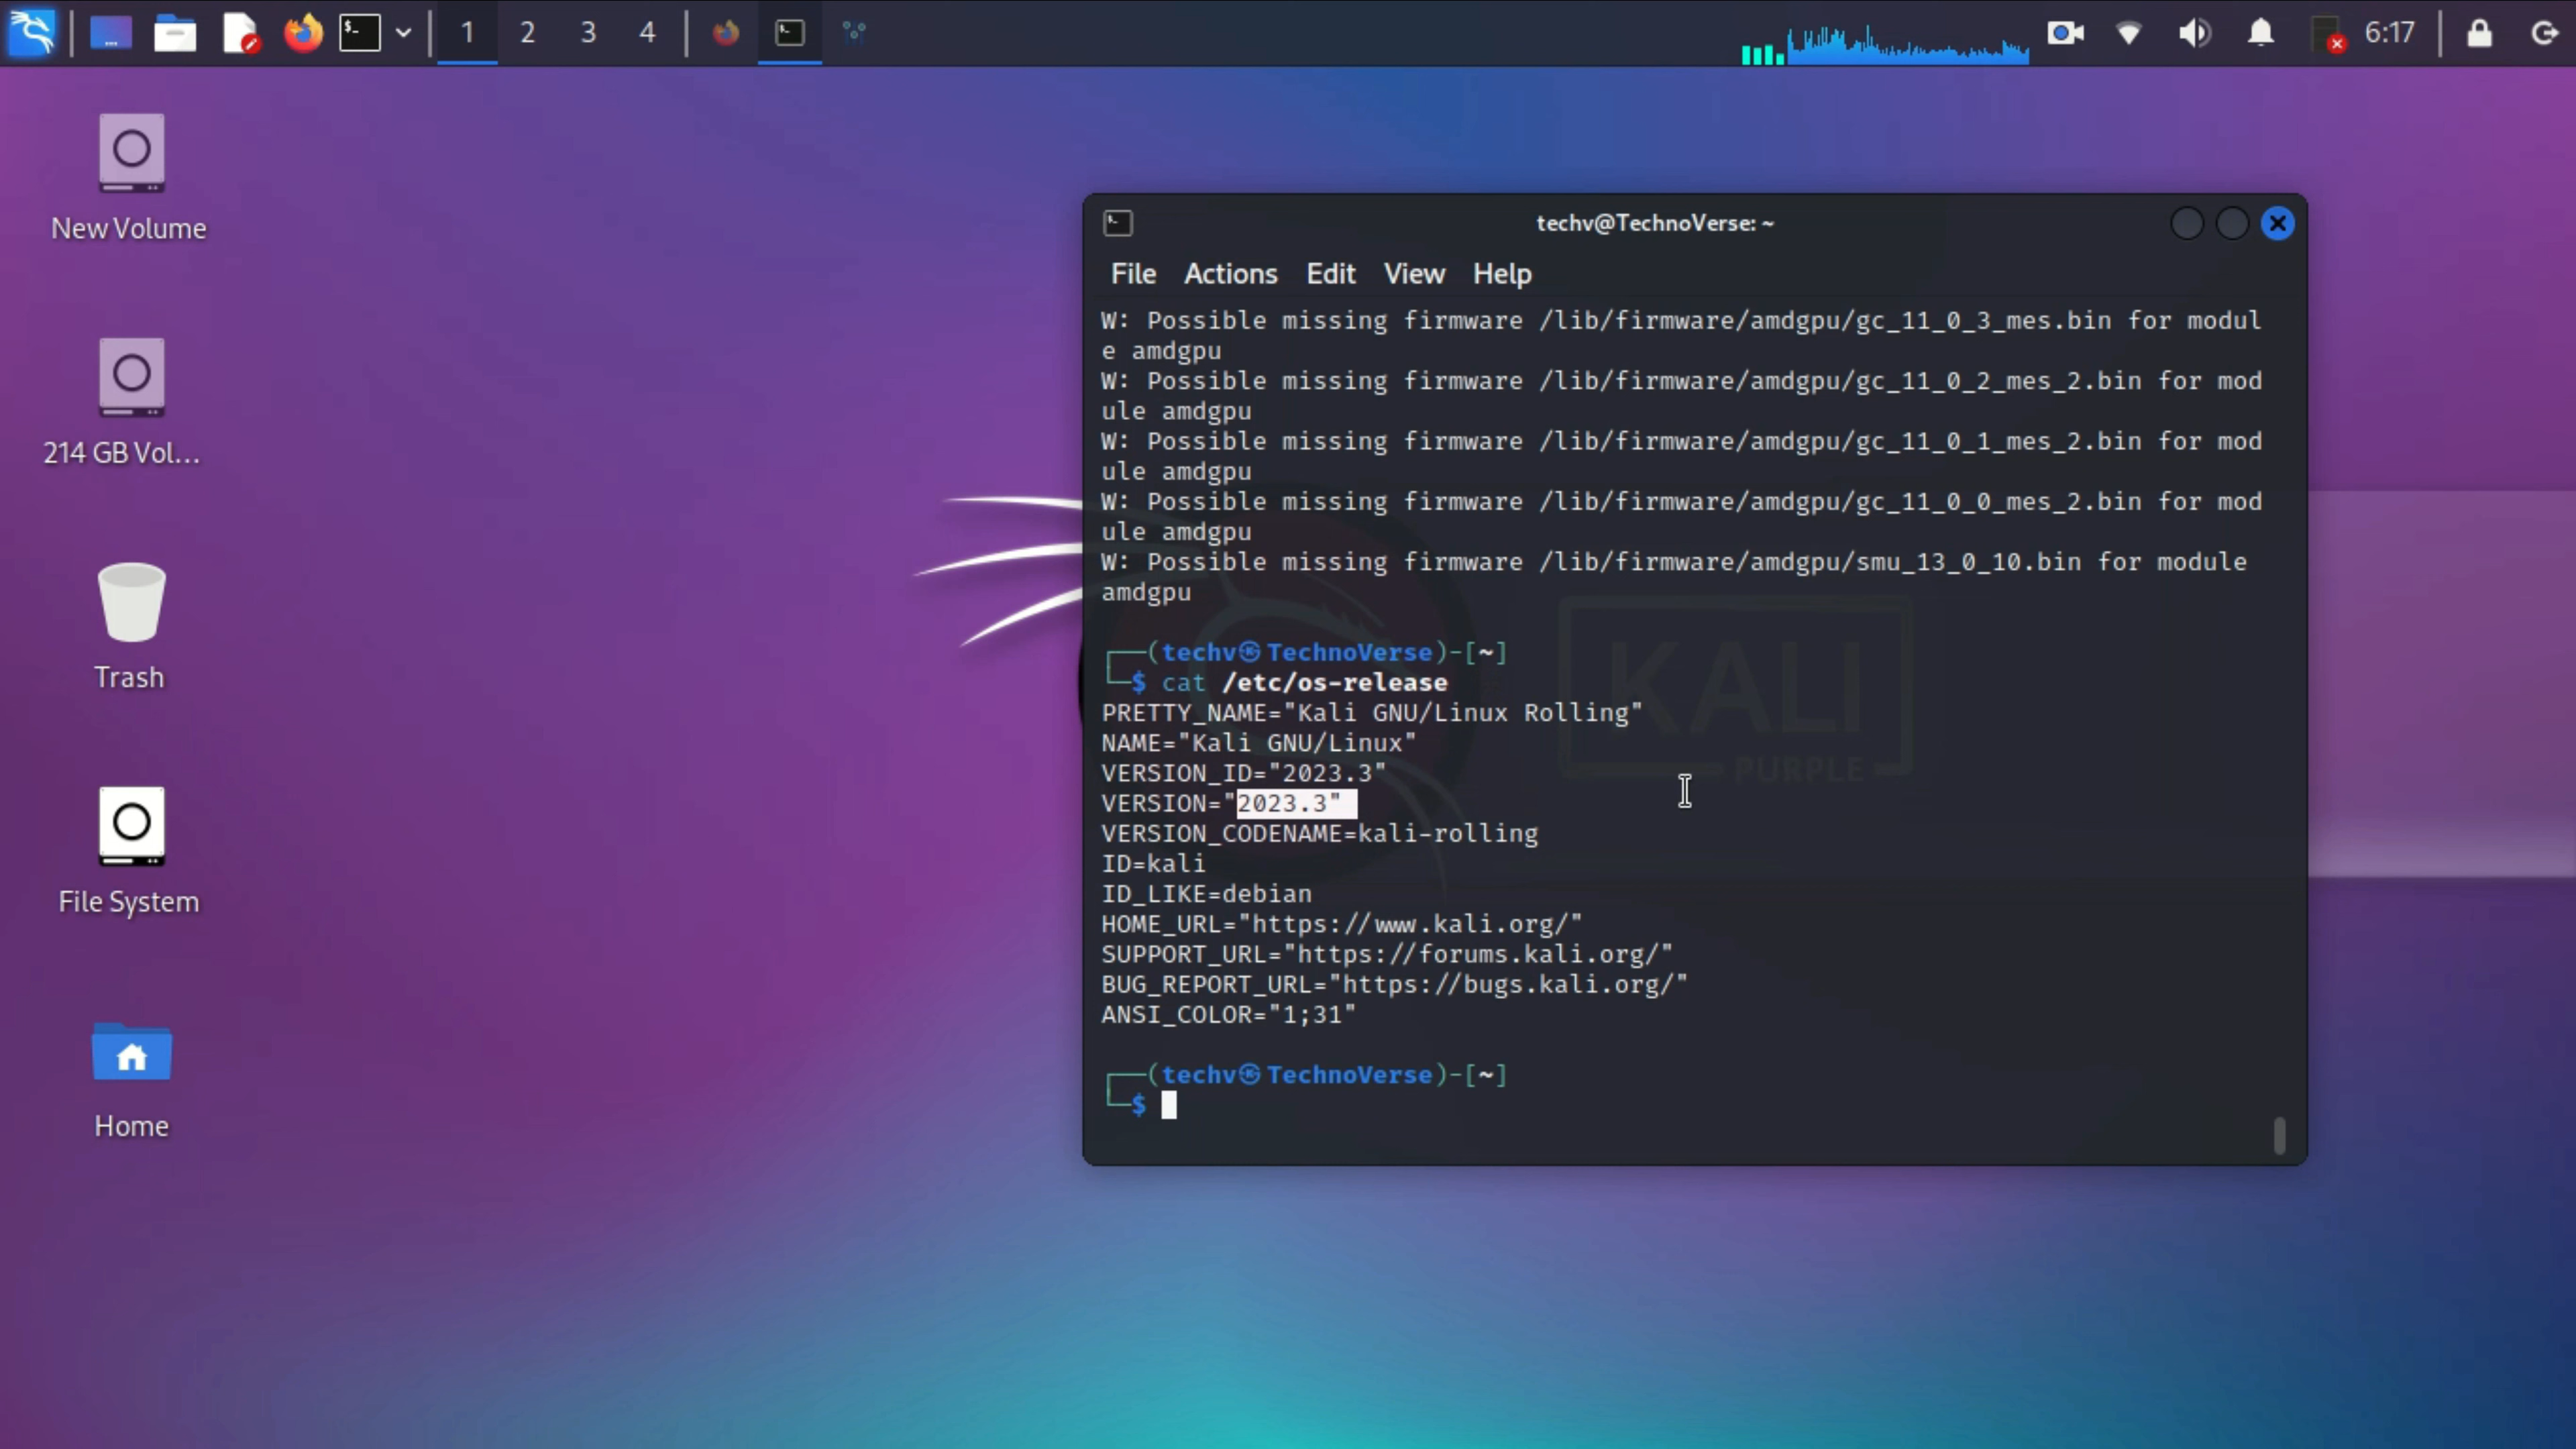 1 2 3 4 6:17
New Volume
214 GB Vol...
Trash
File System
Home
techv@TechnoVerse: ~
File Actions Edit View Help
W: Possible missing firmware /lib/firmware/amdgpu/gc_11_0_3_mes.bin for modul
e amdgpu
W: Possible missing firmware /lib/firmware/amdgpu/gc_11_0_2_mes_2.bin for mod
ule amdgpu
W: Possible missing firmware /lib/firmware/amdgpu/gc_11_0_1_mes_2.bin for mod
ule amdgpu
W: Possible missing firmware /lib/firmware/amdgpu/gc_11_0_0_mes_2.bin for mod
ule amdgpu
W: Possible missing firmware /lib/firmware/amdgpu/smu_13_0_10.bin for module
amdgpu
┌──(techv㉿TechnoVerse)-[~]
└─$ cat /etc/os-release
PRETTY_NAME="Kali GNU/Linux Rolling"
NAME="Kali GNU/Linux"
VERSION_ID="2023.3"
VERSION="2023.3"
VERSION_CODENAME=kali-rolling
ID=kali
ID_LIKE=debian
HOME_URL="https://www.kali.org/"
SUPPORT_URL="https://forums.kali.org/"
BUG_REPORT_URL="https://bugs.kali.org/"
ANSI_COLOR="1;31"
┌──(techv㉿TechnoVerse)-[~]
└─$
KALI
PURPLE